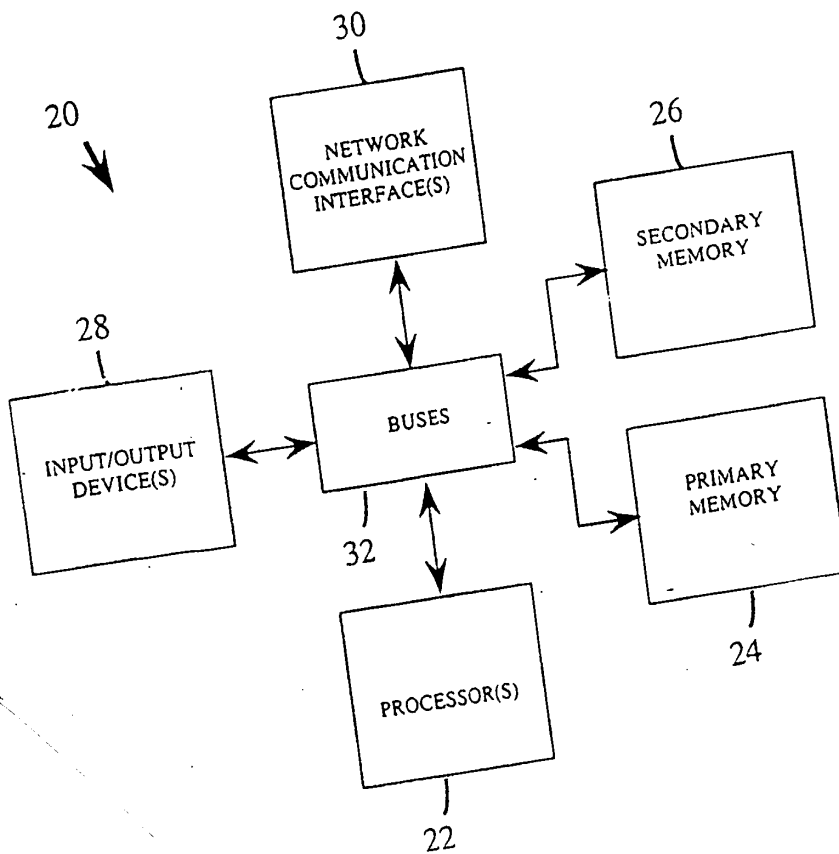 30
20
NETWORK
COMMUNICATION
INTERFACE(S)
26
SECONDARY
MEMORY
28
INPUT/OUTPUT
DEVICE(S)
BUSES
32
PRIMARY
MEMORY
24
PROCESSOR(S)
22